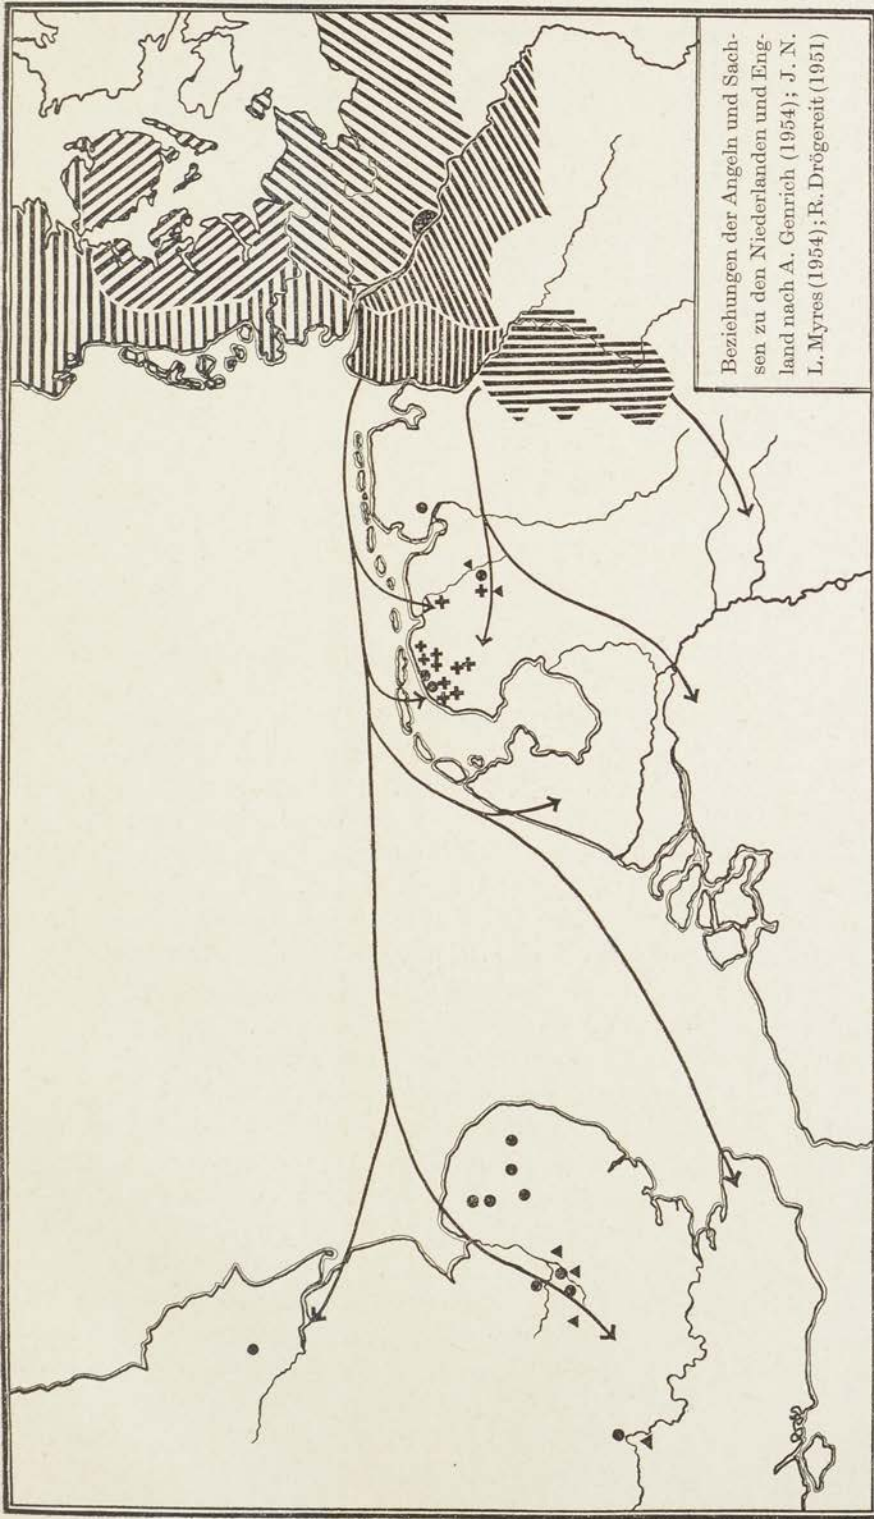 Beziehungen der Angeln und Sach-
sen zu den Niederlanden und Eng-
land nach A. Genrich (1954); J. N.
L. Myres (1954); R. Drögereit (1951)